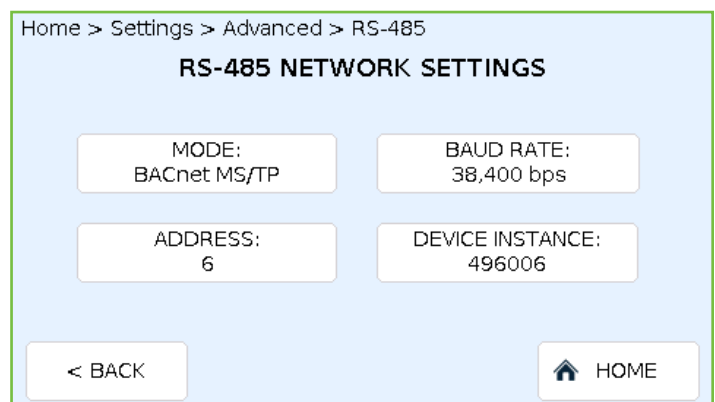 Home > Settings > Advanced > RS-485
RS-485 NETWORK SETTINGS
MODE:
BACnet MS/TP
BAUD RATE:
38,400 bps
ADDRESS:
6
DEVICE INSTANCE:
496006
< BACK
HOME